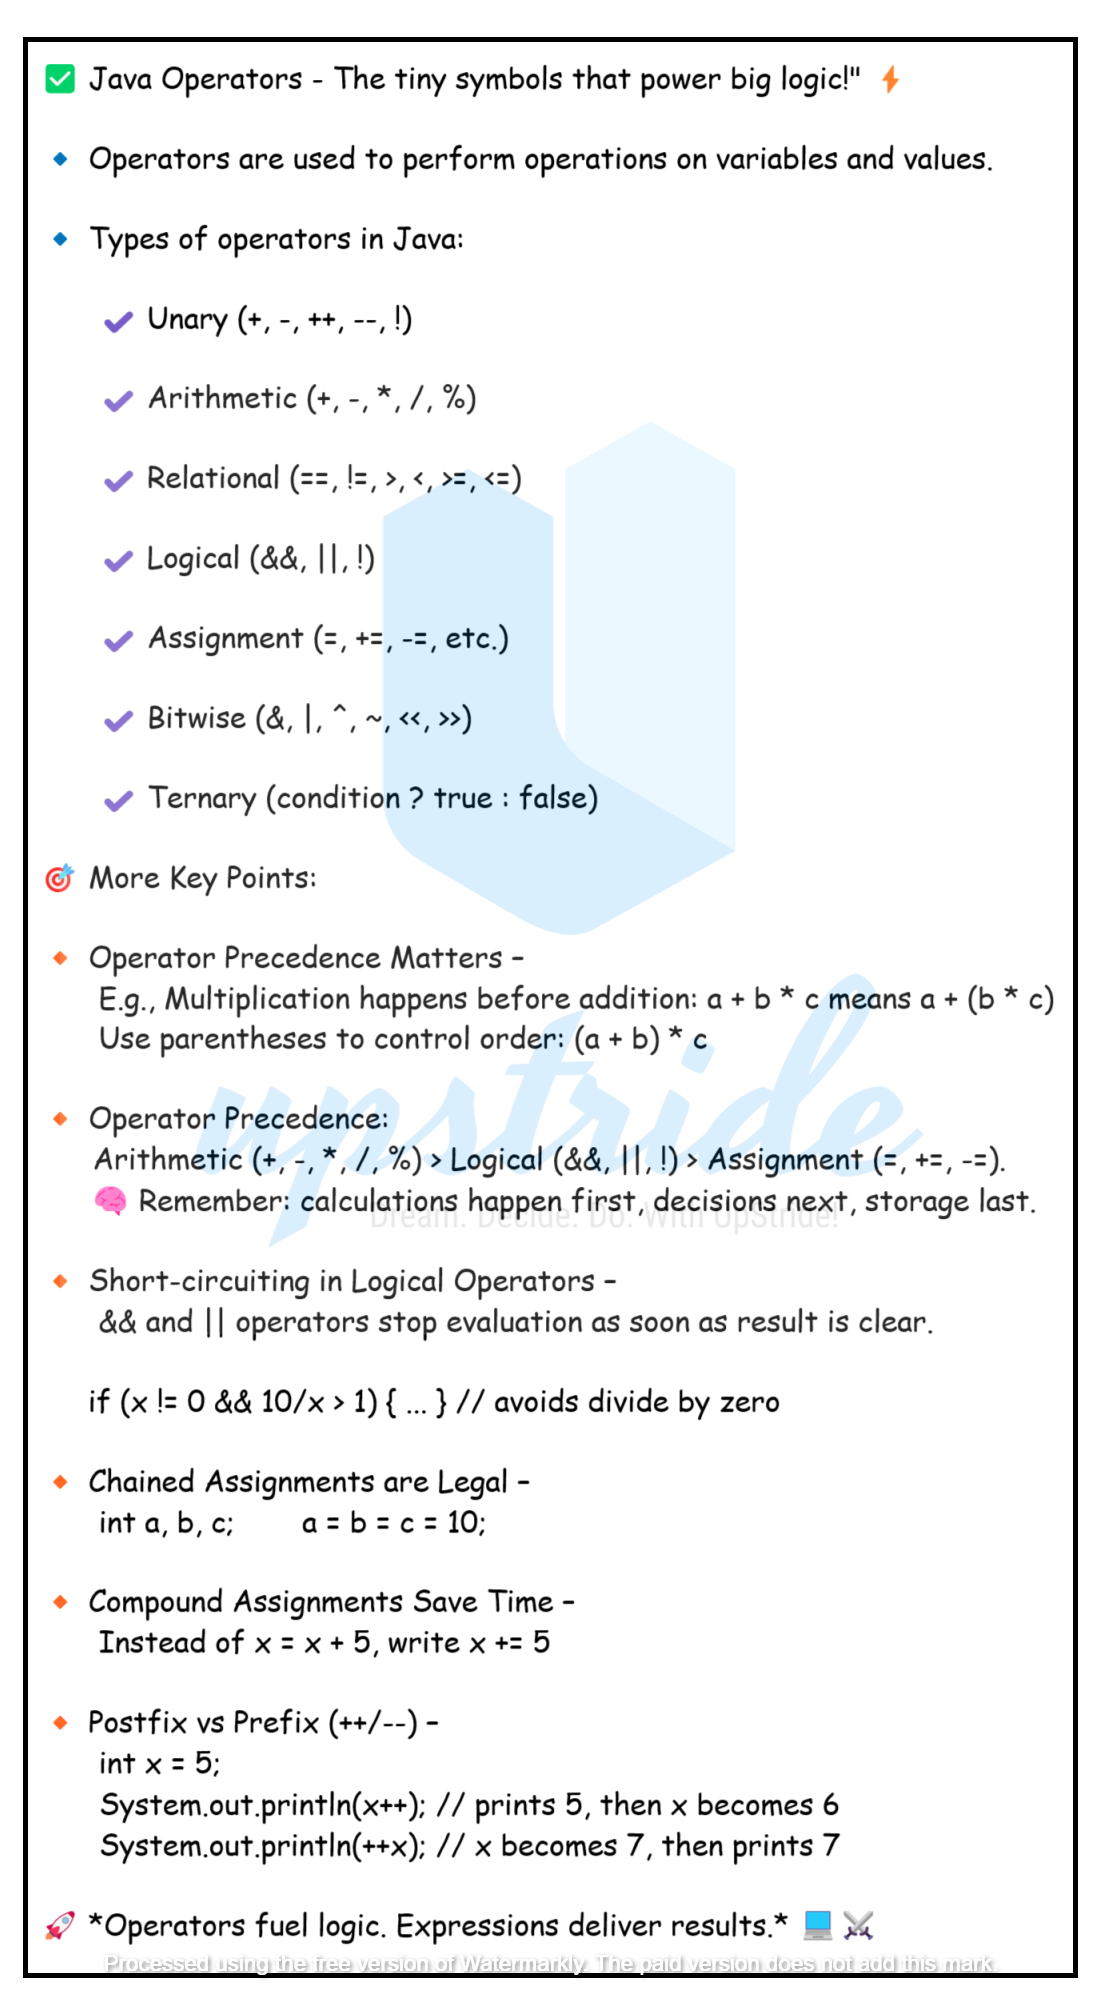 ✅ Java Operators - The tiny symbols that power big logic!" ⚡
🔹 Operators are used to perform operations on variables and values.
🔹 Types of operators in Java:
✔ Unary (+, -, ++, --, !)
✔ Arithmetic (+, -, *, /, %)
✔ Relational (==, !=, >, <, >=, <=)
✔ Logical (&&, ||, !)
✔ Assignment (=, +=, -=, etc.)
✔ Bitwise (&, |, ^, ~, <<, >>)
✔ Ternary (condition ? true : false)
🎯 More Key Points:
🔸 Operator Precedence Matters –
E.g., Multiplication happens before addition: a + b * c means a + (b * c)
Use parentheses to control order: (a + b) * c
upstride
🔸 Operator Precedence:
Arithmetic (+, -, *, /, %) > Logical (&&, ||, !) > Assignment (=, +=, -=).
🧠 Remember: calculations happen first, decisions next, storage last.
Dream. Decide. Do. With UpStride!
🔸 Short-circuiting in Logical Operators –
&& and || operators stop evaluation as soon as result is clear.
if (x != 0 && 10/x > 1) { ... } // avoids divide by zero
🔸 Chained Assignments are Legal –
int a, b, c; a = b = c = 10;
🔸 Compound Assignments Save Time –
Instead of x = x + 5, write x += 5
🔸 Postfix vs Prefix (++/--) –
int x = 5;
System.out.println(x++); // prints 5, then x becomes 6
System.out.println(++x); // x becomes 7, then prints 7
🚀 *Operators fuel logic. Expressions deliver results.* 💻 ⚔
Processed using the free version of Watermarkly. The paid version does not add this mark.